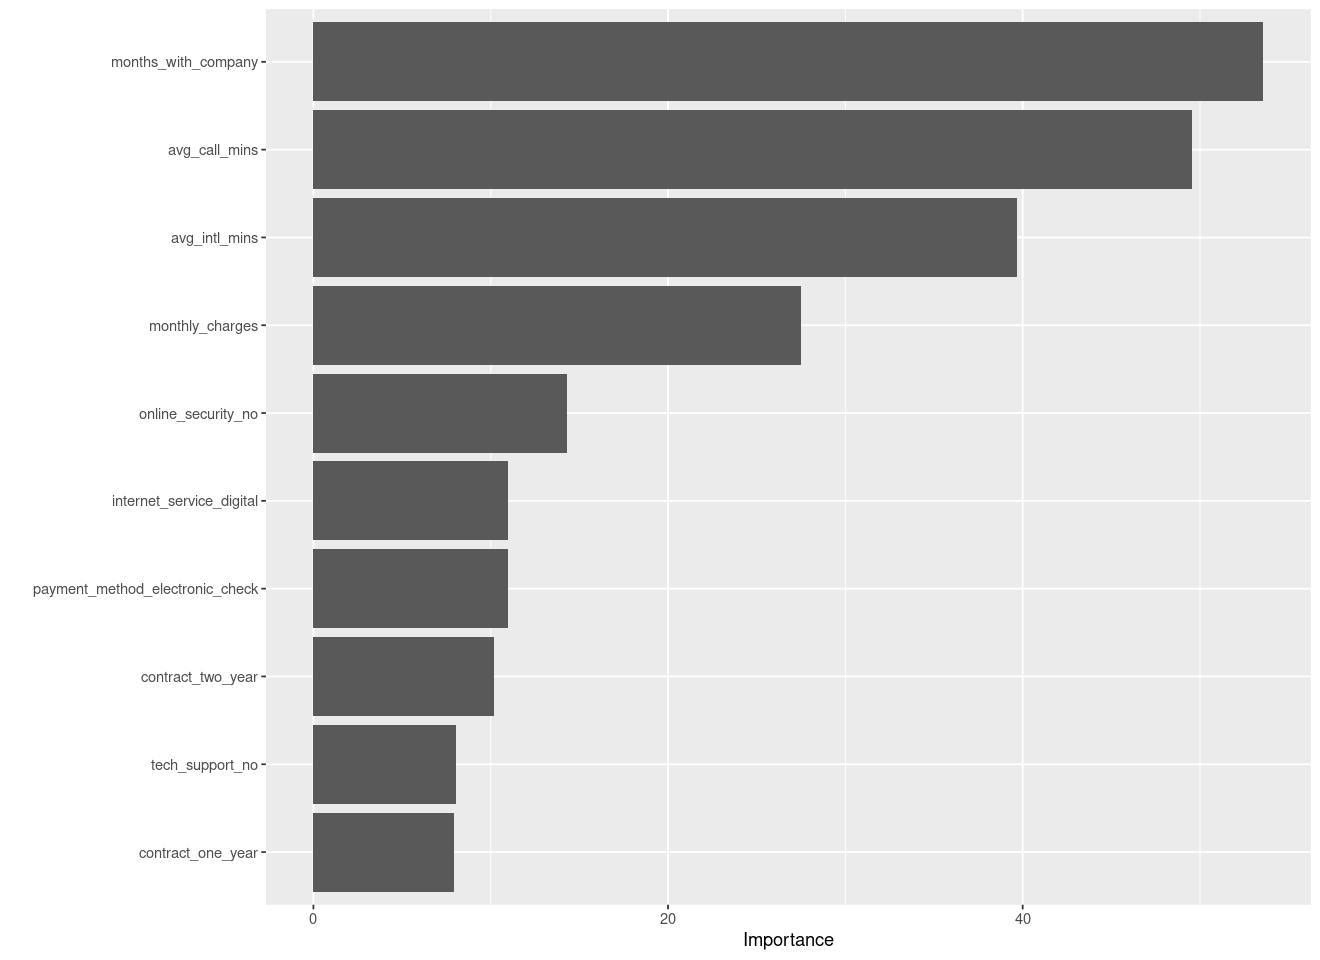 months_with_company
avg_call_mins
avg_intl_mins
monthly_charges
online_security_no
internet_service_digital
payment_method_electronic_check
contract_two_year
tech_support_no
contract_one_year
0 20 40
Importance